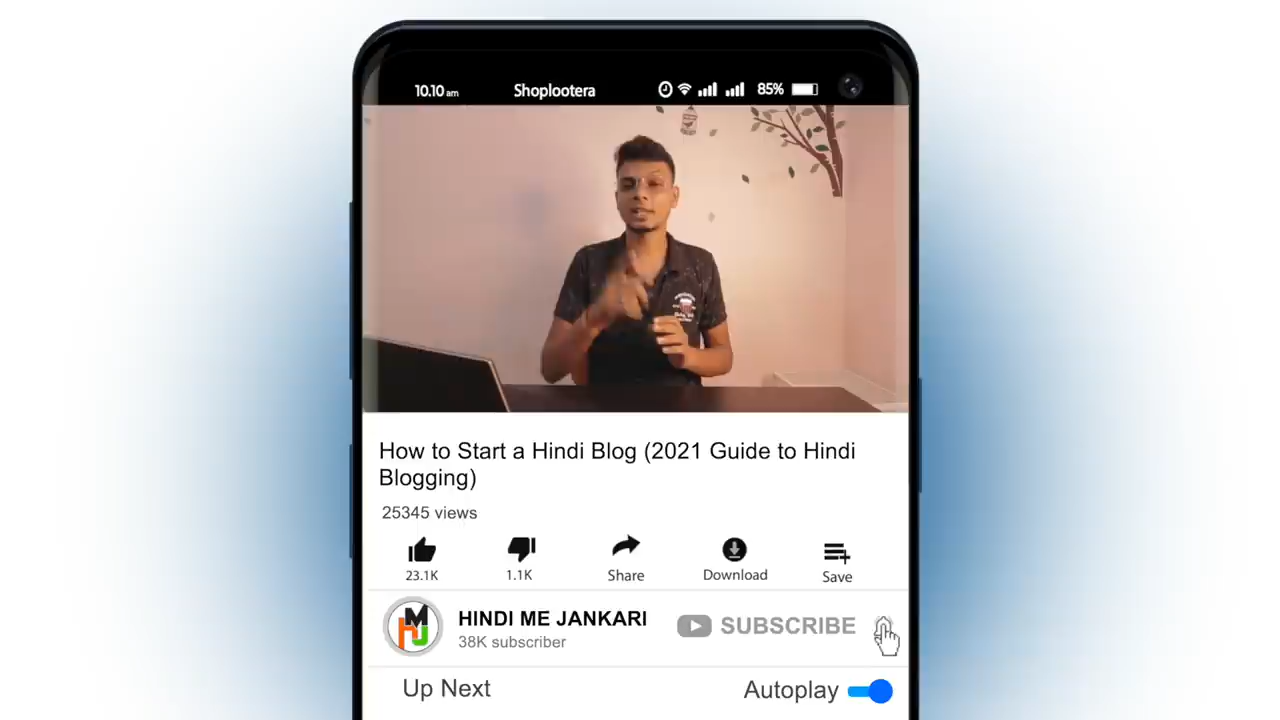 10.10 am Shoplootera 85%
How to Start a Hindi Blog (2021 Guide to Hindi
Blogging)
25345 views
23.1K 1.1K Share Download Save
HMJ
HINDI ME JANKARI SUBSCRIBE
38K subscriber
Up Next Autoplay